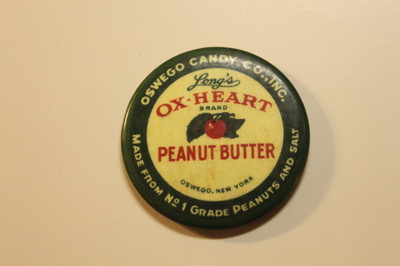 OSWEGO CANDY CO., INC.
Long's
OX-HEART
BRAND
PEANUT BUTTER
OSWEGO, NEW YORK
MADE FROM No 1 GRADE PEANUTS AND SALT